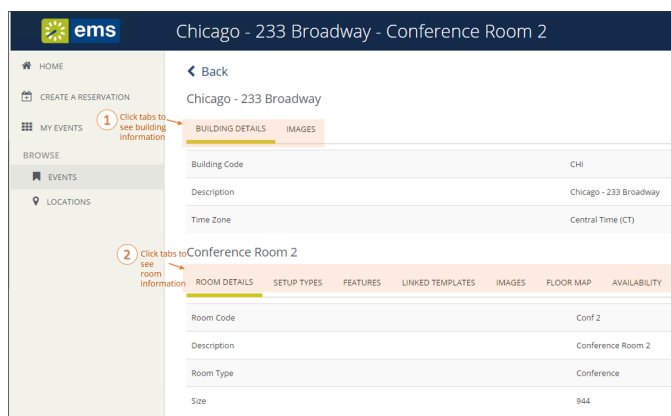 ems
Chicago - 233 Broadway - Conference Room 2
HOME
CREATE A RESERVATION
MY EVENTS
BROWSE
EVENTS
LOCATIONS
Back
Chicago - 233 Broadway
1
Click tabs to
see building
information
BUILDING DETAILS IMAGES
Building Code CHI
Description Chicago - 233 Broadway
Time Zone Central Time (CT)
Conference Room 2
2
Click tabs to
see
room
information
ROOM DETAILS SETUP TYPES FEATURES LINKED TEMPLATES IMAGES FLOOR MAP AVAILABILITY
Room Code Conf 2
Description Conference Room 2
Room Type Conference
Size 944